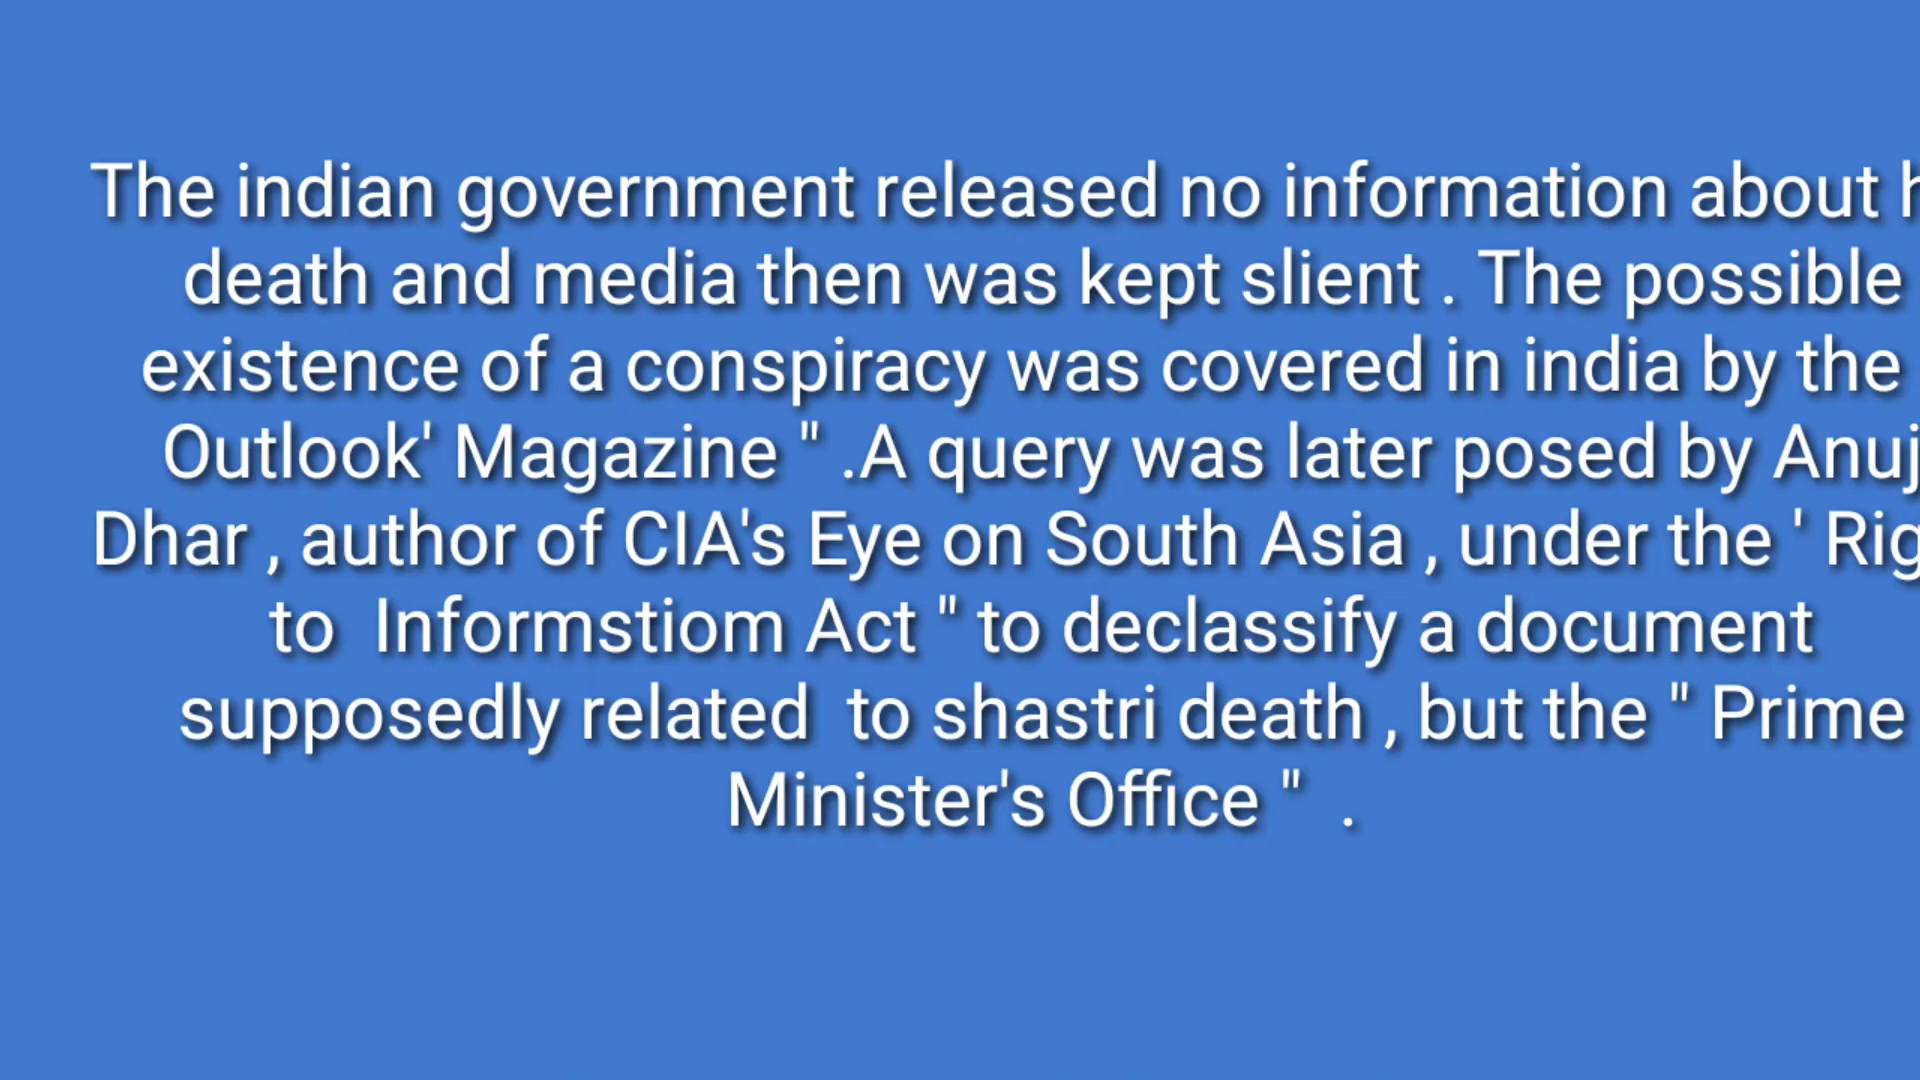 The indian government released no information about
death and media then was kept slient . The possible
existence of a conspiracy was covered in india by the
Outlook' Magazine " .A query was later posed by Anuj
Dhar , author of CIA's Eye on South Asia , under the '
to  Informstiom Act " to declassify a document
supposedly related  to shastri death , but the " Prime
Minister's Office "  .